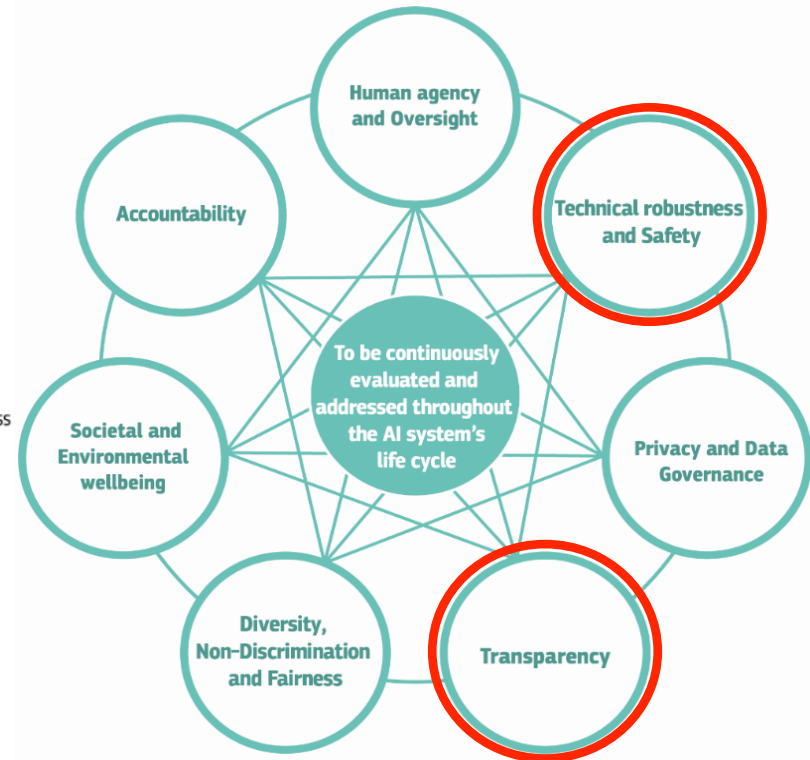 Human agency
and Oversight
Technical robustness
and Safety
Accountability
To be continuously
evaluated and
addressed throughout
the AI system's
life cycle
Societal and
Environmental
wellbeing
Privacy and Data
Governance
Diversity,
Non-Discrimination
and Fairness
Transparency